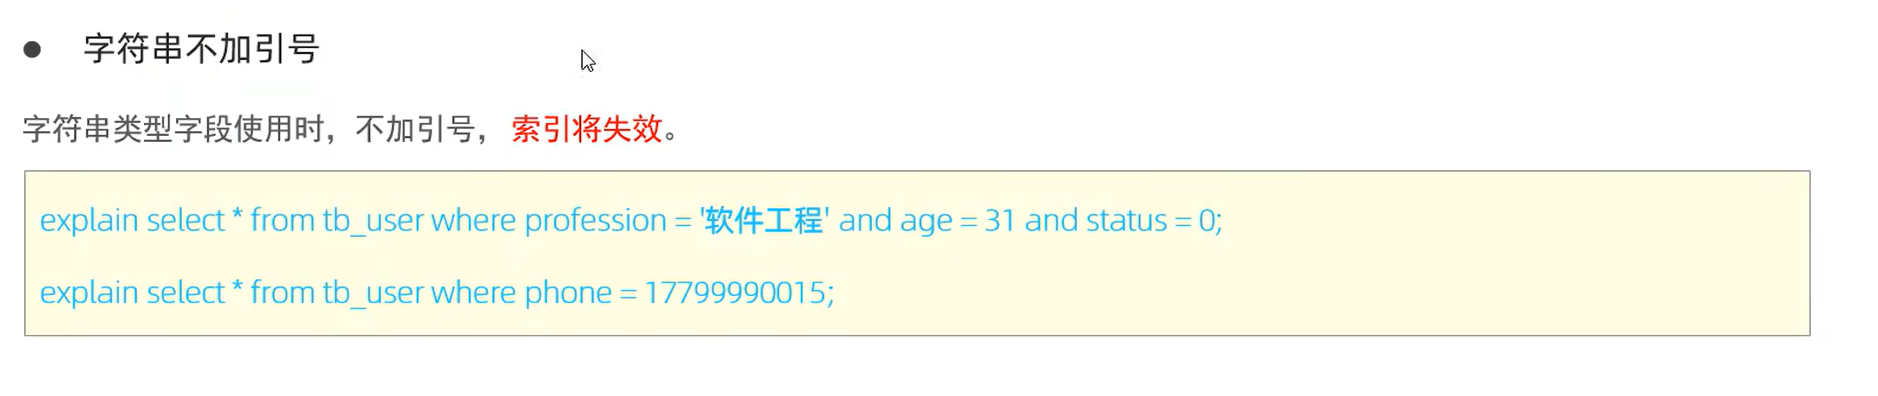 ● 字符串不加引号
字符串类型字段使用时，不加引号，索引将失效。
explain select * from tb_user where profession = '软件工程' and age = 31 and status = 0;
explain select * from tb_user where phone = 17799990015;